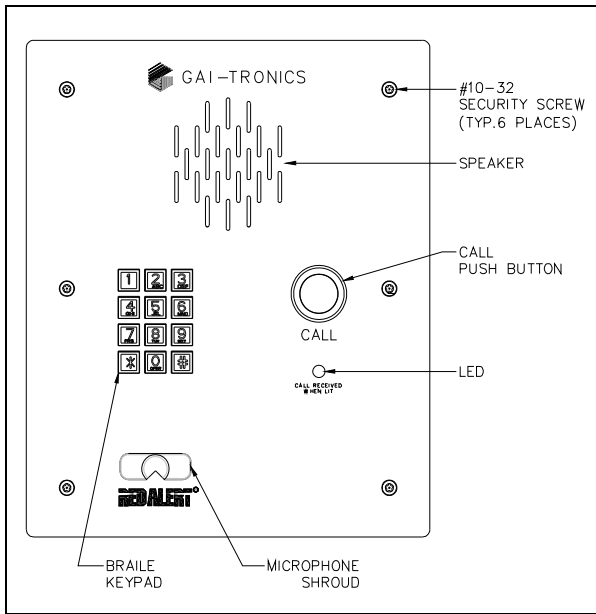 GAI-TRONICS
#10-32
SECURITY SCREW
(TYP.6 PLACES)
SPEAKER
CALL
PUSH BUTTON
1 2 3
4 5 6
7 8 9
* 0 #
CALL
LED
CALL RECEIVED
WHEN LIT
RED ALERT
BRAILE
KEYPAD
MICROPHONE
SHROUD